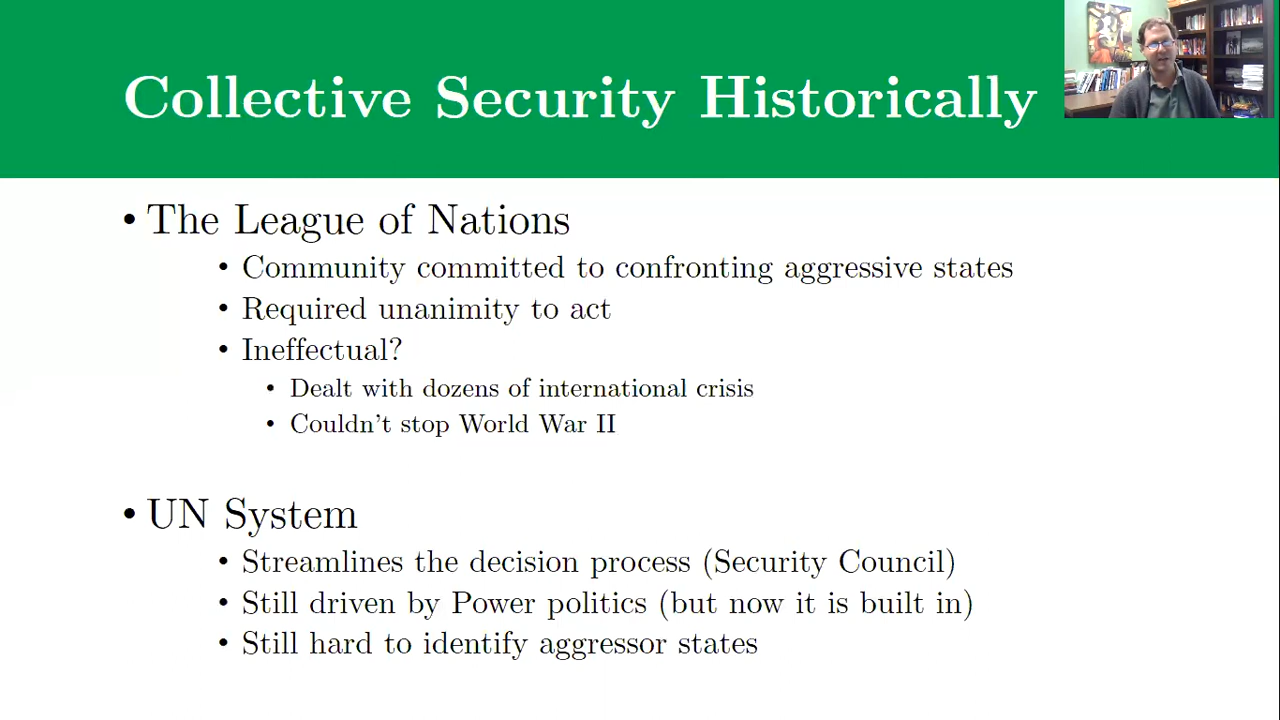 Collective Security Historically
• The League of Nations
• Community committed to confronting aggressive states
• Required unanimity to act
• Ineffectual?
• Dealt with dozens of international crisis
• Couldn't stop World War II
• UN System
• Streamlines the decision process (Security Council)
• Still driven by Power politics (but now it is built in)
• Still hard to identify aggressor states